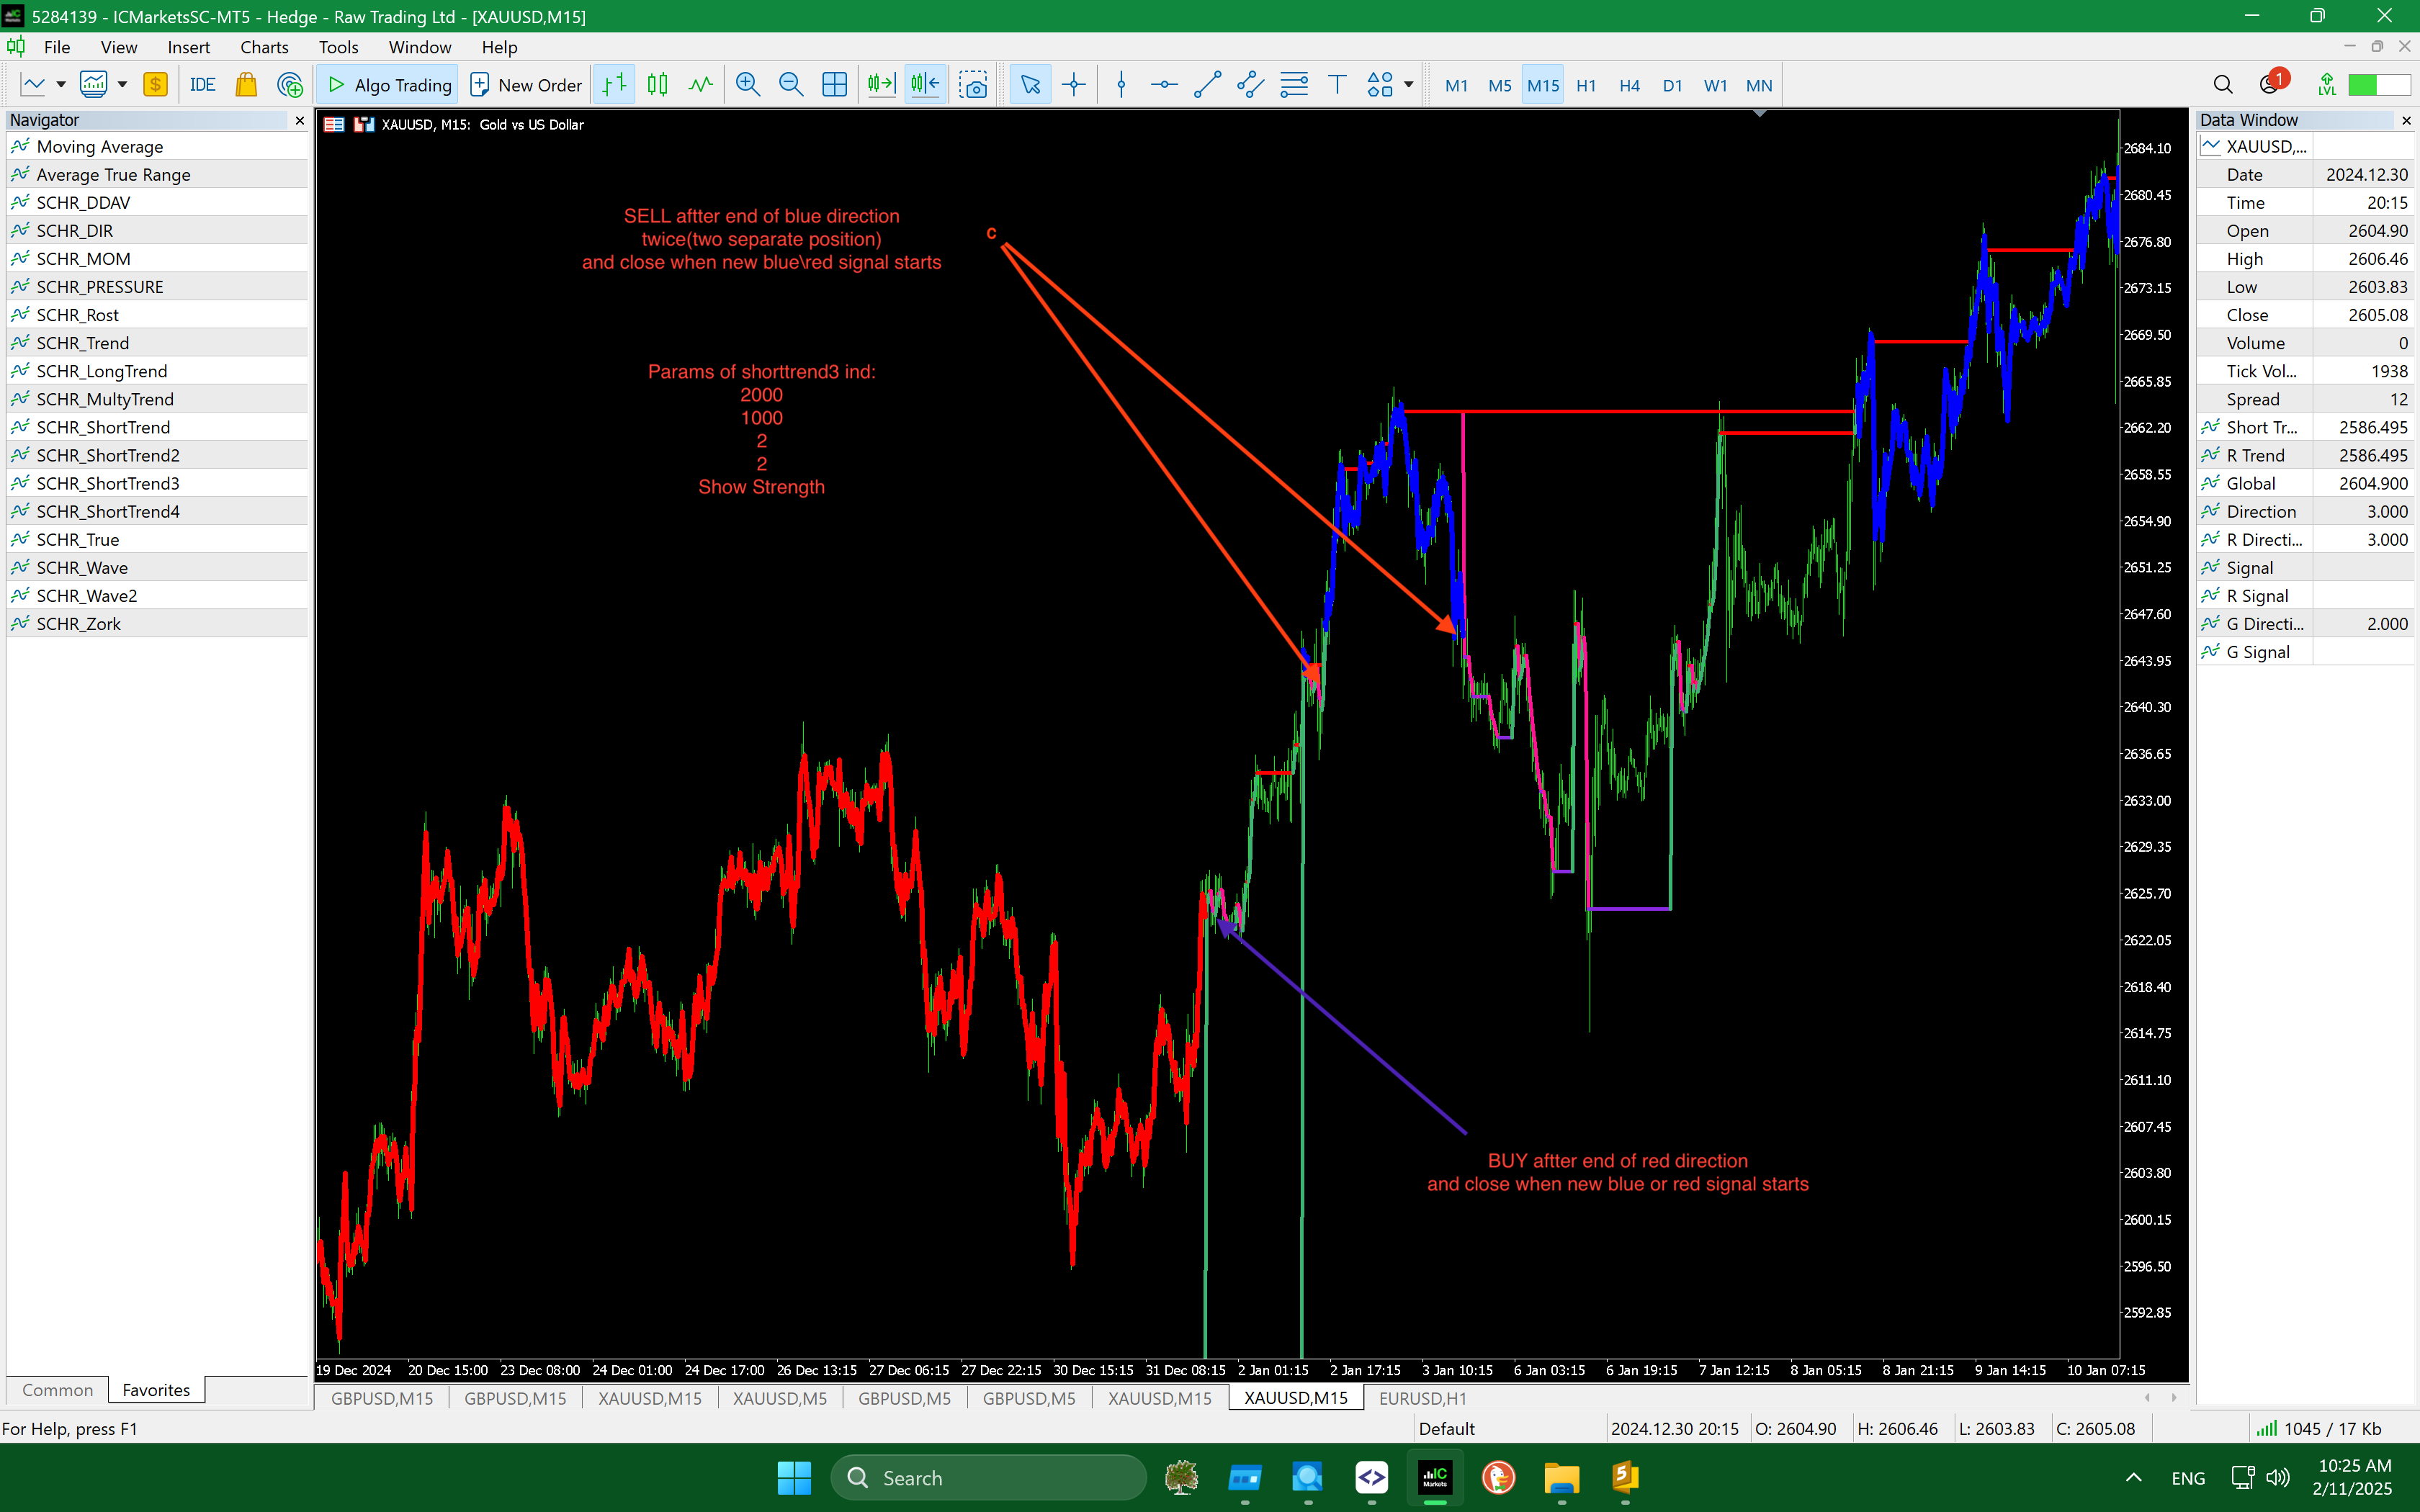 5284139 - ICMarketsSC-MT5 - Hedge - Raw Trading Ltd - [XAUUSD,M15]
File View Insert Charts Tools Window Help
IDE Algo Trading New Order M1 M5 M15 H1 H4 D1 W1 MN 1 LVL
Navigator
Moving Average
Average True Range
SCHR_DDAV
SCHR_DIR
SCHR_MOM
SCHR_PRESSURE
SCHR_Rost
SCHR_Trend
SCHR_LongTrend
SCHR_MultyTrend
SCHR_ShortTrend
SCHR_ShortTrend2
SCHR_ShortTrend3
SCHR_ShortTrend4
SCHR_True
SCHR_Wave
SCHR_Wave2
SCHR_Zork
Common Favorites
XAUUSD, M15: Gold vs US Dollar
SELL aftter end of blue direction
twice(two separate position)
and close when new blue\red signal starts
c
Params of shorttrend3 ind:
2000
1000
2
2
Show Strength
BUY aftter end of red direction
and close when new blue or red signal starts
2684.10
2680.45
2676.80
2673.15
2669.50
2665.85
2662.20
2658.55
2654.90
2651.25
2647.60
2643.95
2640.30
2636.65
2633.00
2629.35
2625.70
2622.05
2618.40
2614.75
2611.10
2607.45
2603.80
2600.15
2596.50
2592.85
19 Dec 2024 20 Dec 15:00 23 Dec 08:00 24 Dec 01:00 24 Dec 17:00 26 Dec 13:15 27 Dec 06:15 27 Dec 22:15 30 Dec 15:15 31 Dec 08:15 2 Jan 01:15 2 Jan 17:15 3 Jan 10:15 6 Jan 03:15 6 Jan 19:15 7 Jan 12:15 8 Jan 05:15 8 Jan 21:15 9 Jan 14:15 10 Jan 07:15
GBPUSD,M15 GBPUSD,M15 XAUUSD,M15 XAUUSD,M5 GBPUSD,M5 GBPUSD,M5 XAUUSD,M15 XAUUSD,M15 EURUSD,H1
Data Window
XAUUSD,...
Date 2024.12.30
Time 20:15
Open 2604.90
High 2606.46
Low 2603.83
Close 2605.08
Volume 0
Tick Vol... 1938
Spread 12
Short Tr... 2586.495
R Trend 2586.495
Global 2604.900
Direction 3.000
R Directi... 3.000
Signal
R Signal
G Directi... 2.000
G Signal
For Help, press F1 Default 2024.12.30 20:15 O: 2604.90 H: 2606.46 L: 2603.83 C: 2605.08 1045 / 17 Kb
Search IC Markets 5 ENG 10:25 AM
2/11/2025